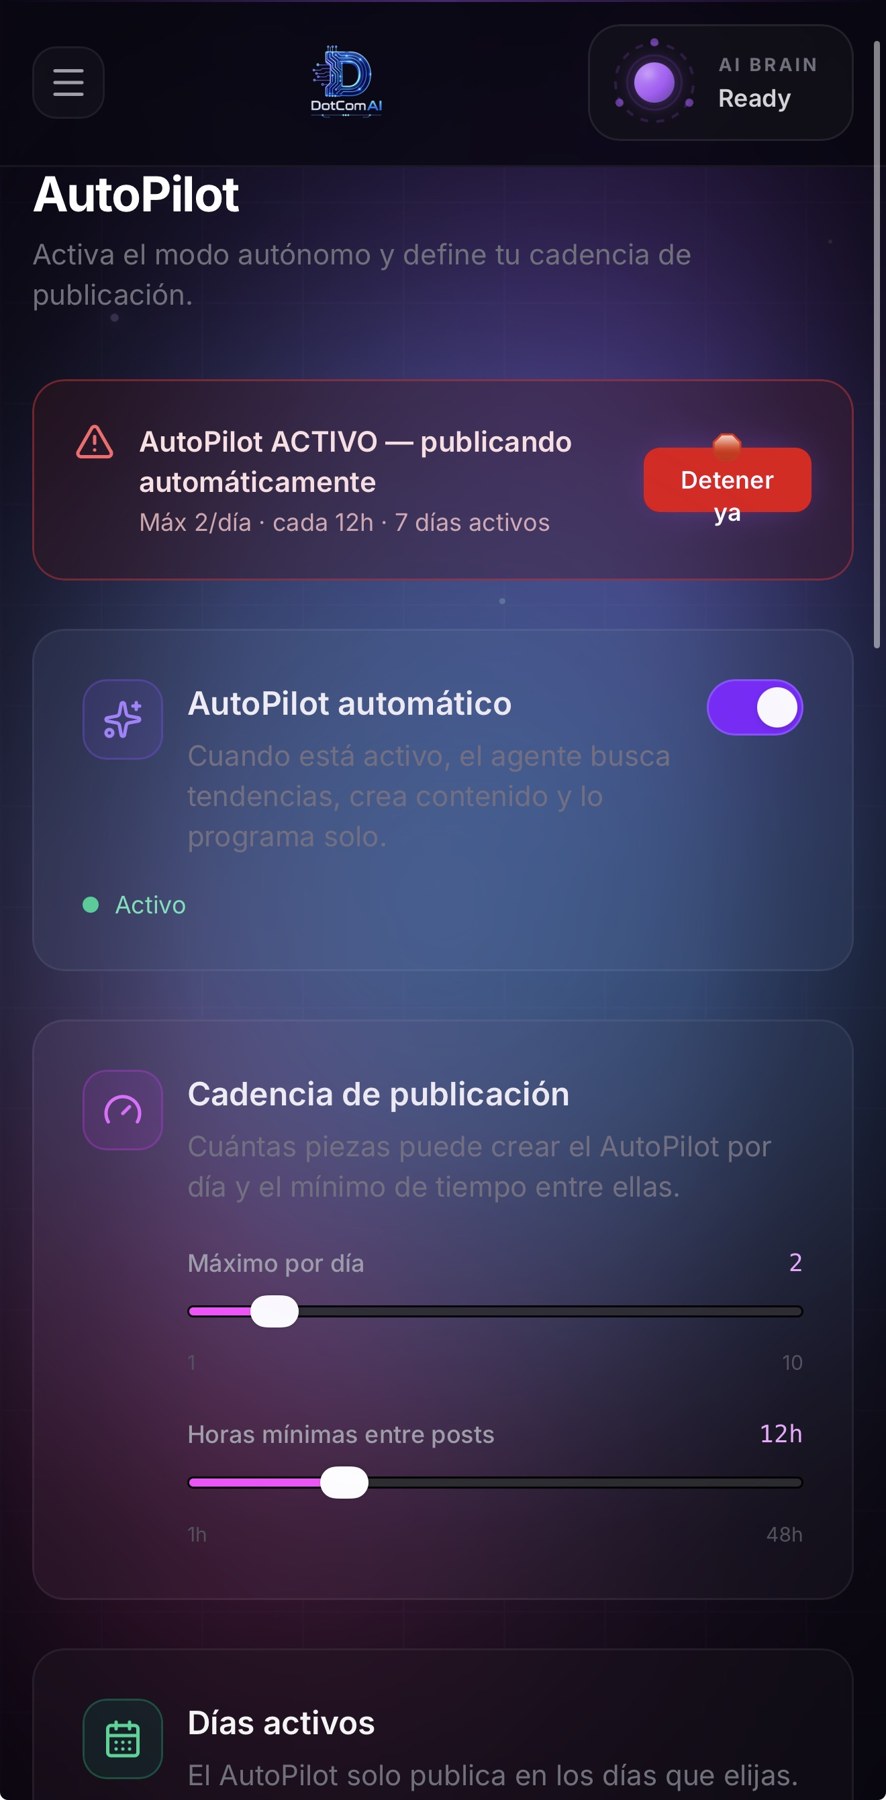 DotComAI
AI BRAIN
Ready
AutoPilot
Activa el modo autónomo y define tu cadencia de
publicación.
AutoPilot ACTIVO — publicando
automáticamente
Máx 2/día · cada 12h · 7 días activos
Detener
ya
AutoPilot automático
Cuando está activo, el agente busca
tendencias, crea contenido y lo
programa solo.
Activo
Cadencia de publicación
Cuántas piezas puede crear el AutoPilot por
día y el mínimo de tiempo entre ellas.
Máximo por día
2
1
10
Horas mínimas entre posts
12h
1h
48h
Días activos
El AutoPilot solo publica en los días que elijas.